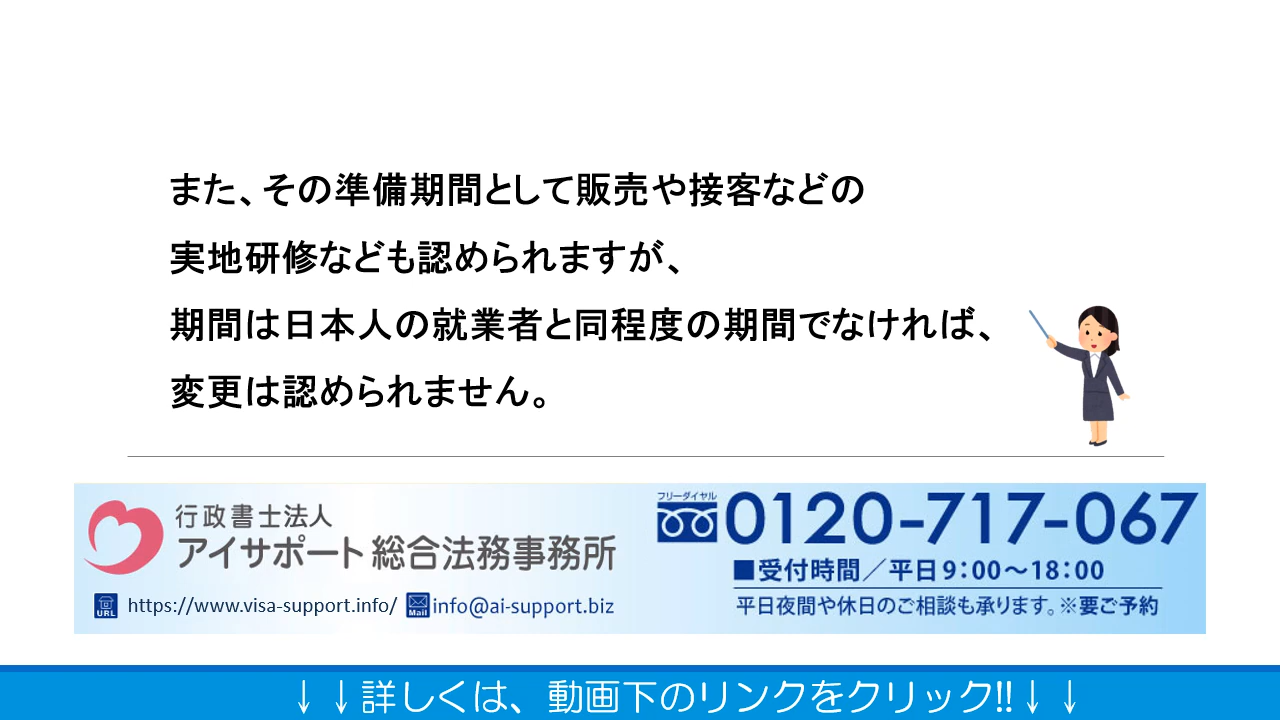 また、その準備期間として販売や接客などの
実地研修なども認められますが、
期間は日本人の就業者と同程度の期間でなければ、
変更は認められません。
行政書士法人
アイサポート 総合法務事務所
URL https://www.visa-support.info/ Mail info@ai-support.biz
フリーダイヤル
0120-717-067
■受付時間／平日9：00～18：00
平日夜間や休日のご相談も承ります。※要ご予約
↓↓詳しくは、動画下のリンクをクリック!!↓↓